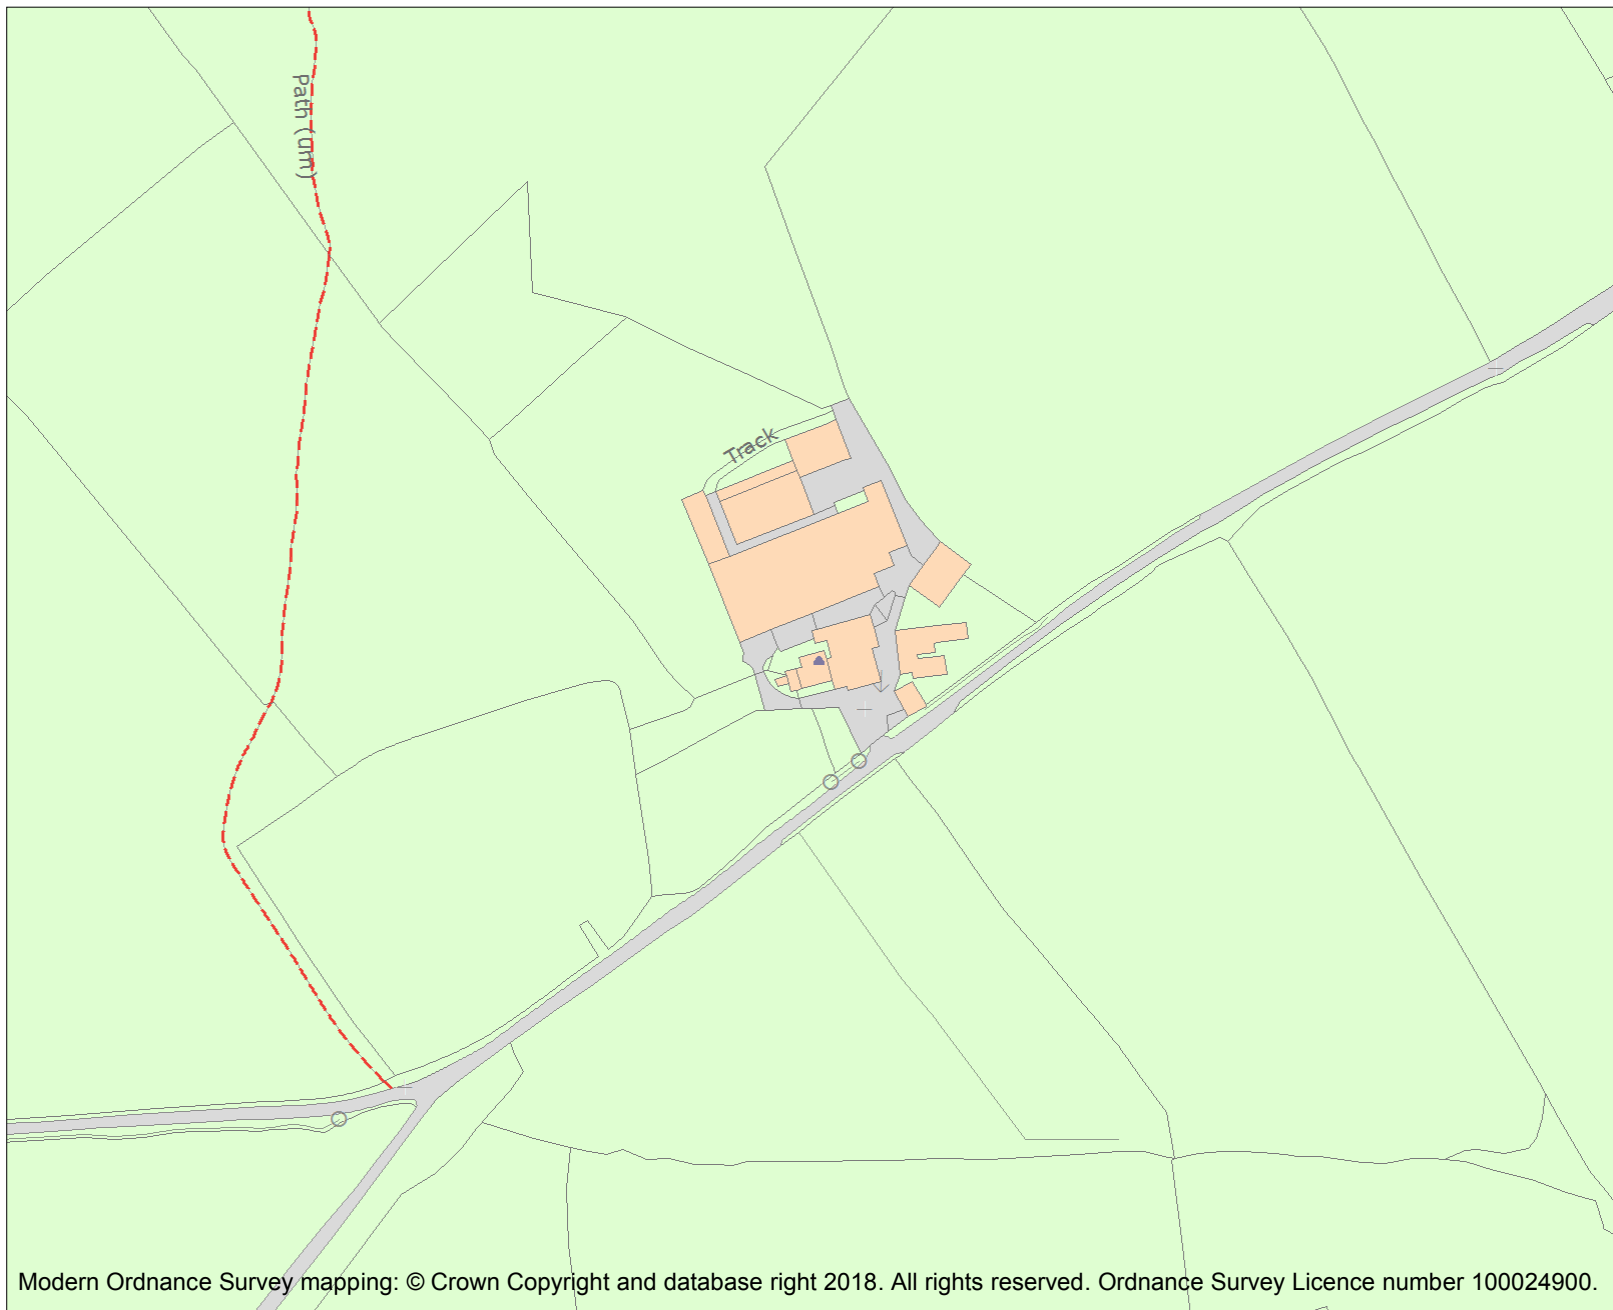 Path (um)
Track
Modern Ordnance Survey mapping: © Crown Copyright and database right 2018. All rights reserved. Ordnance Survey Licence number 100024900.